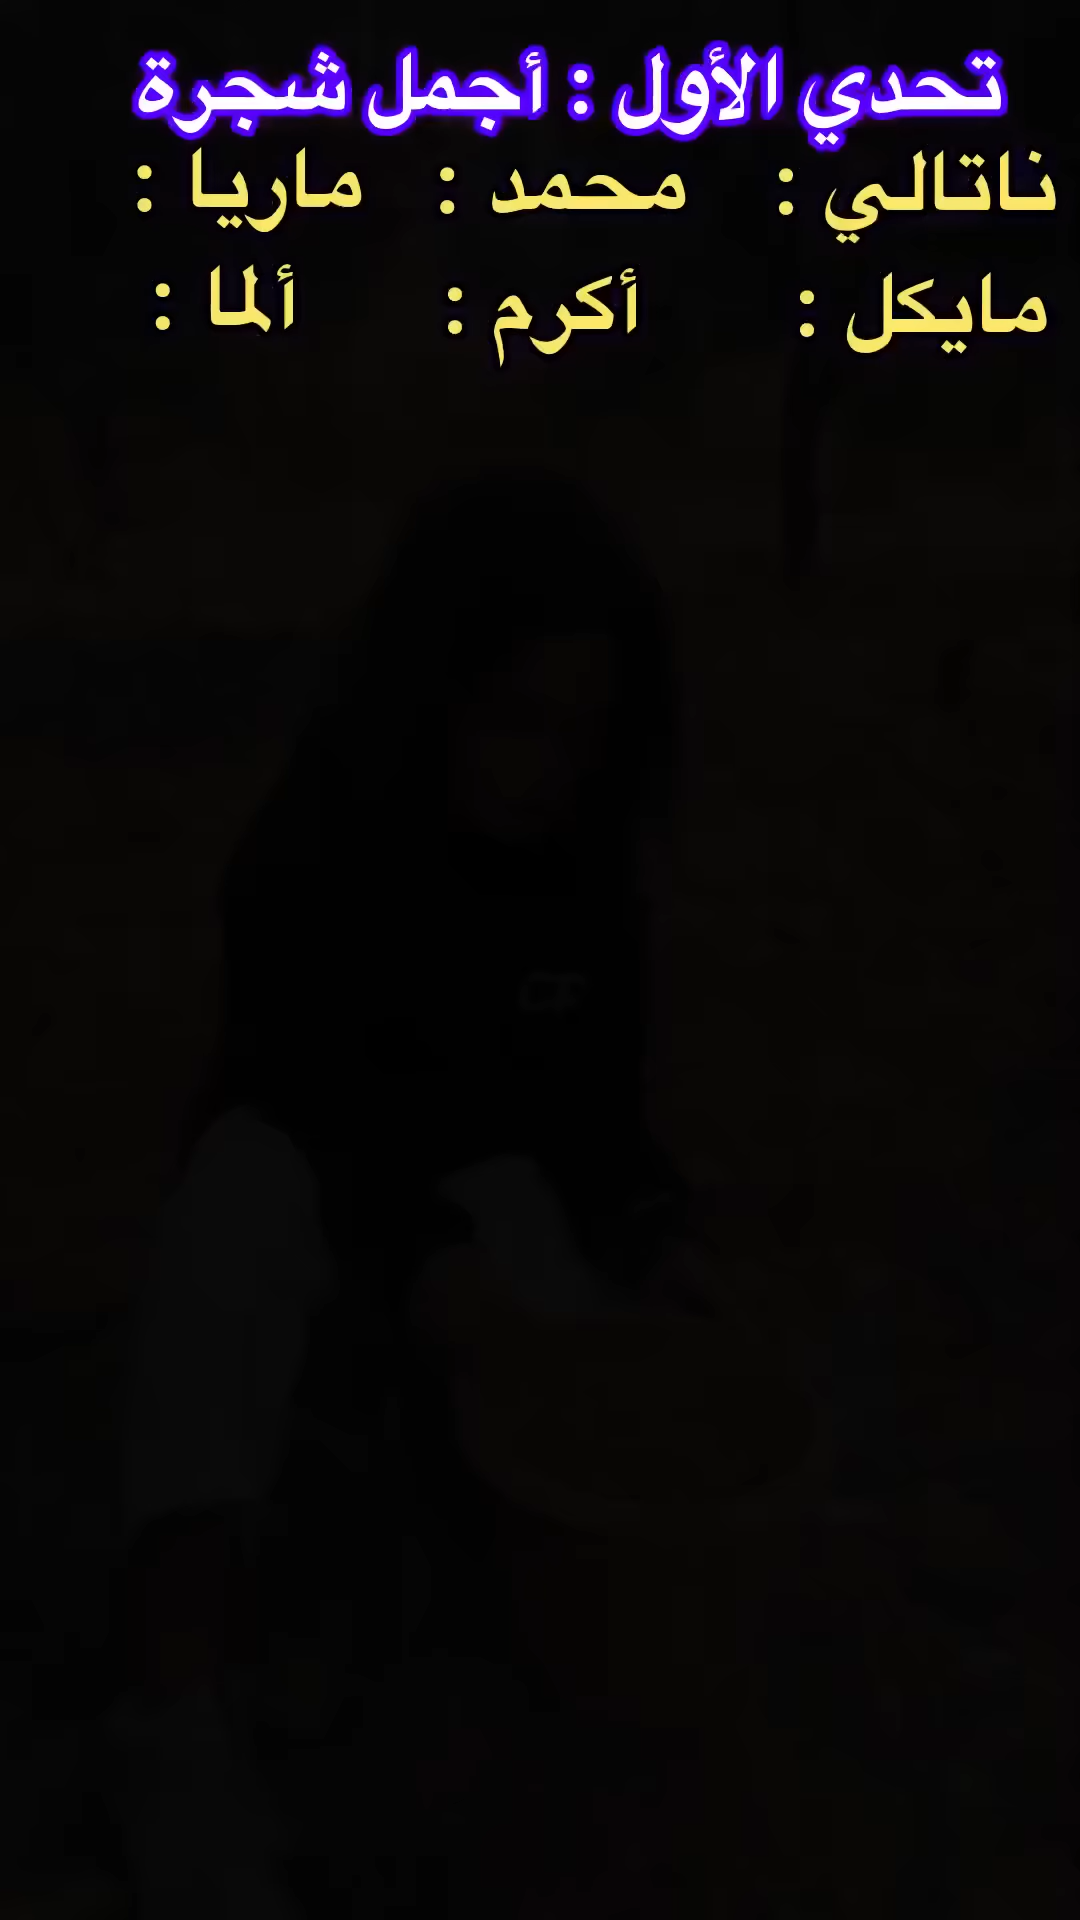 تحدي الأول : أجمل شجرة
ناتالي : محمد : ماريا :
مايكل : أكرم : ألما :